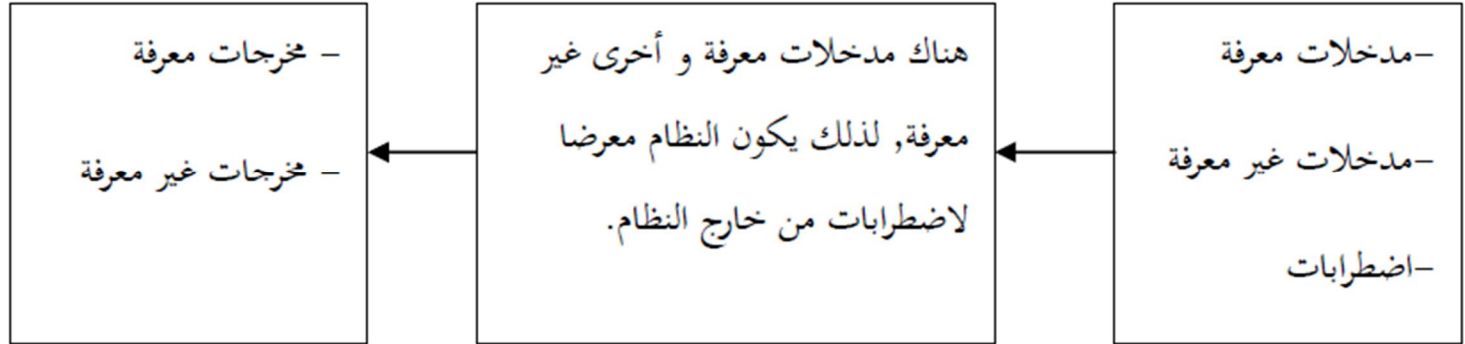 –مدخلات معرفة
–مدخلات غير معرفة
–اضطرابات
هناك مدخلات معرفة و أخرى غير
معرفة, لذلك يكون النظام معرضا
لاضطرابات من خارج النظام.
– مخرجات معرفة
– مخرجات غير معرفة